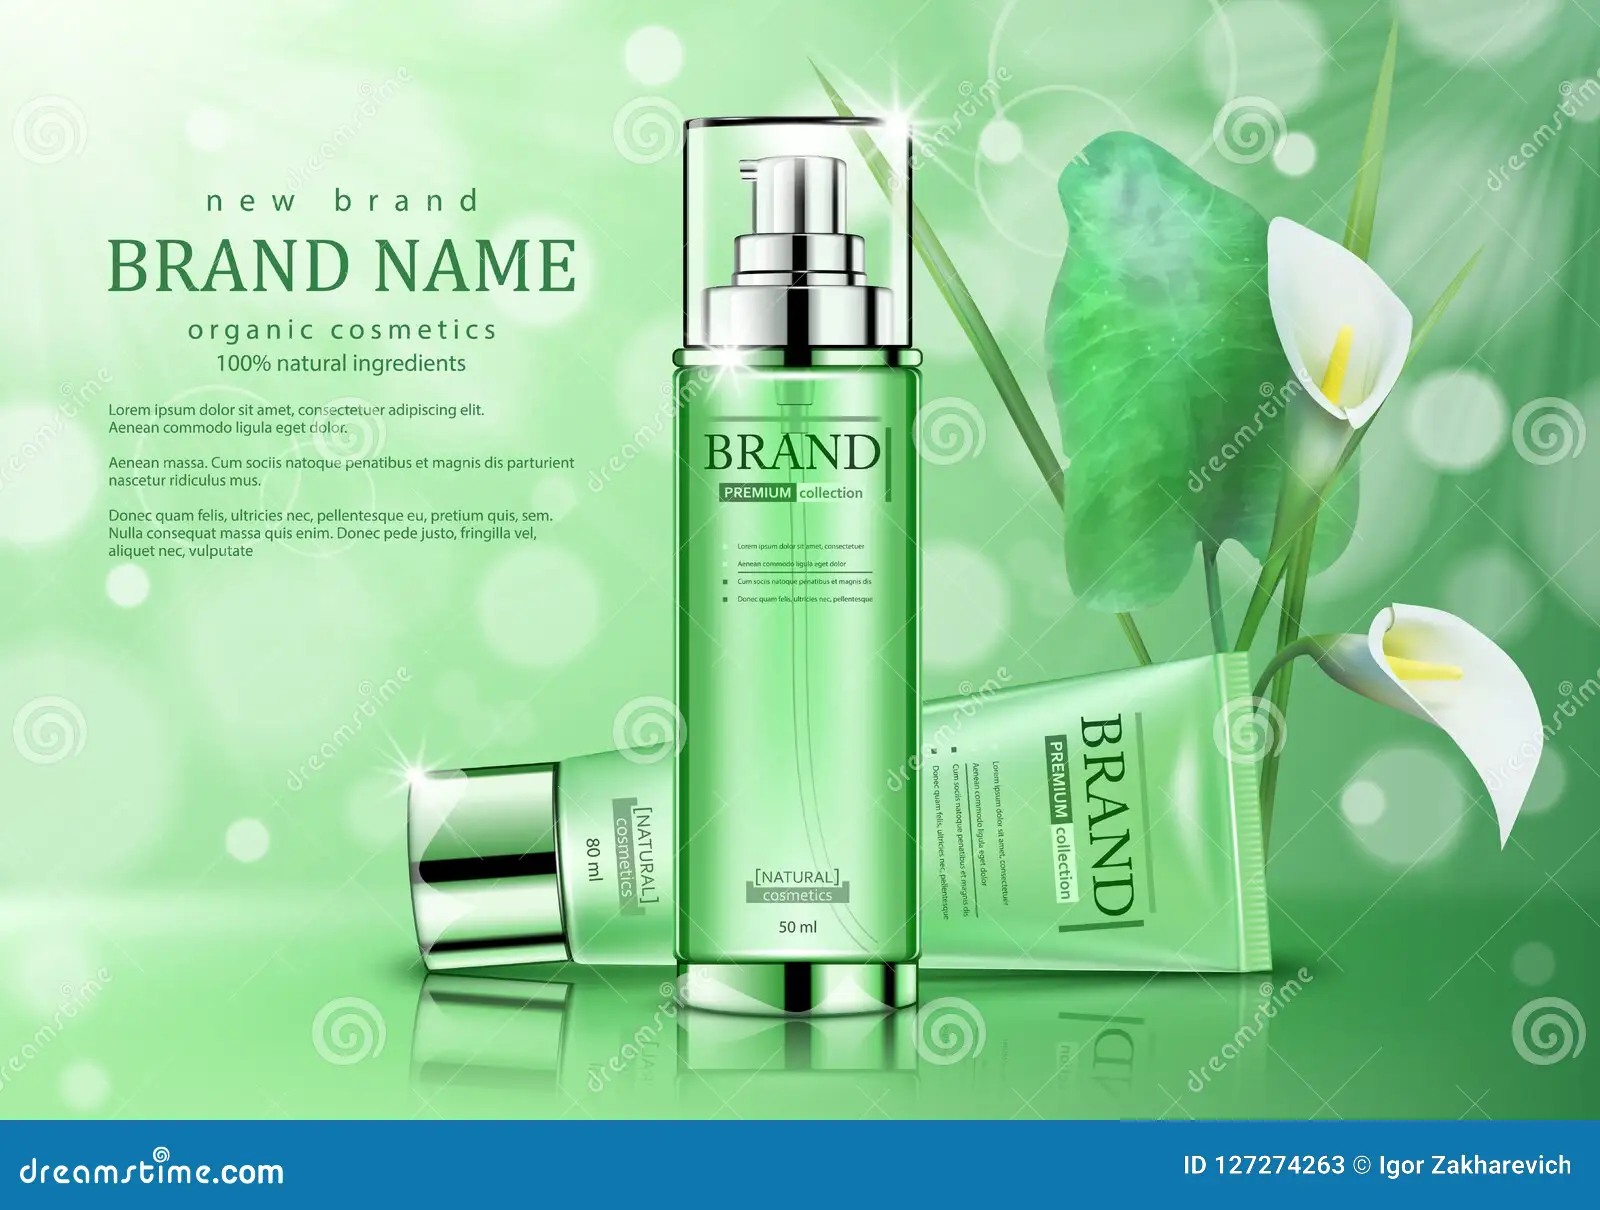 new brand
BRAND NAME
organic cosmetics
100% natural ingredients
Lorem ipsum dolor sit amet, consectetuer adipiscing elit.
Aenean commodo ligula eget dolor.
Aenean massa. Cum sociis natoque penatibus et magnis dis parturient
nascetur ridiculus mus.
Donec quam felis, ultricies nec, pellentesque eu, pretium quis, sem.
Nulla consequat massa quis enim. Donec pede justo, fringilla vel,
aliquet nec, vulputate
BRAND
PREMIUM collection
Lorem ipsum dolor sit amet, consectetuer
Aenean commodo ligula eget dolor
Cum sociis natoque penatibus et magnis dis
Donec quam felis, ultricies nec, pellentesque
[NATURAL]
cosmetics
50 ml
[NATURAL]
cosmetics
80 ml
BRAND
PREMIUM collection
Lorem ipsum dolor sit amet, consectetuer
Aenean commodo ligula eget dolor
Cum sociis natoque penatibus et magnis dis
Donec quam felis, ultricies nec, pellentesque
dreamstime.com
ID 127274263 © Igor Zakharevich